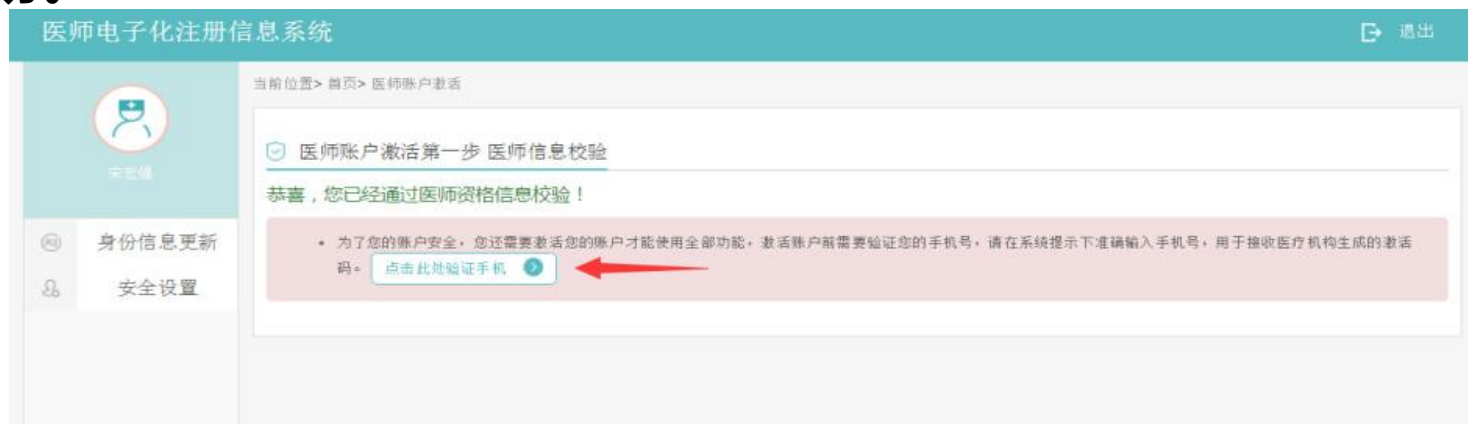 医师电子化注册信息系统
退出
当前位置> 首页> 医师账户激活
医师账户激活第一步 医师信息校验
恭喜，您已经通过医师资格信息校验！
身份信息更新
• 为了您的账户安全，您还需要激活您的账户才能使用全部功能，激活账户前需要验证您的手机号，请在系统提示下准确输入手机号，用于接收医疗机构生成的激活
码。 点击此处验证手机
安全设置